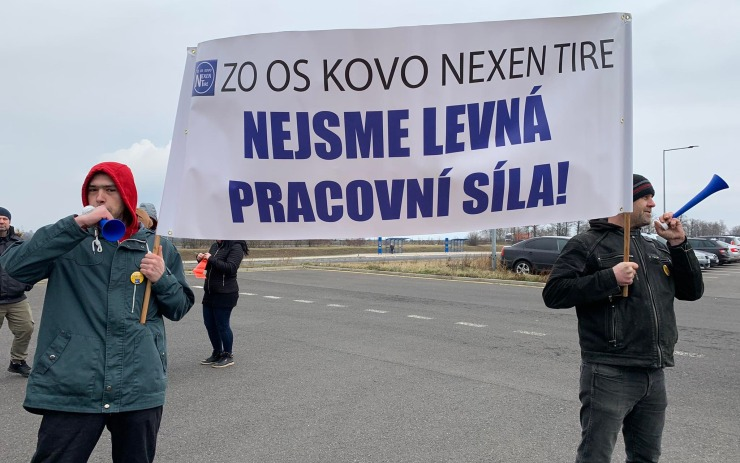 ZO OS KOVO NEXEN TIRE
NEJSME LEVNÁ
PRACOVNÍ SÍLA!